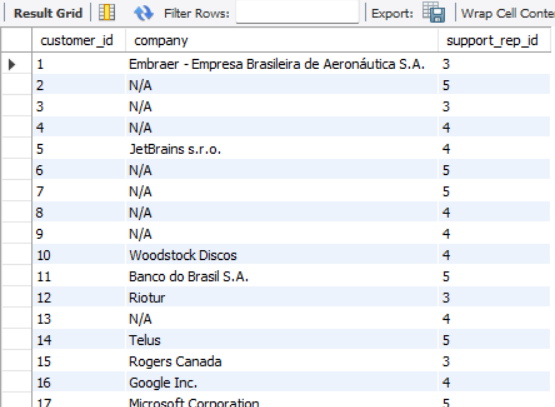 Result Grid Filter Rows: Export: Wrap Cell Conte
customer_id company support_rep_id
1 Embraer - Empresa Brasileira de Aeronáutica S.A. 3
2 N/A 5
3 N/A 3
4 N/A 4
5 JetBrains s.r.o. 4
6 N/A 5
7 N/A 5
8 N/A 4
9 N/A 4
10 Woodstock Discos 4
11 Banco do Brasil S.A. 5
12 Riotur 3
13 N/A 4
14 Telus 5
15 Rogers Canada 3
16 Google Inc. 4
17 Microsoft Corporation 5